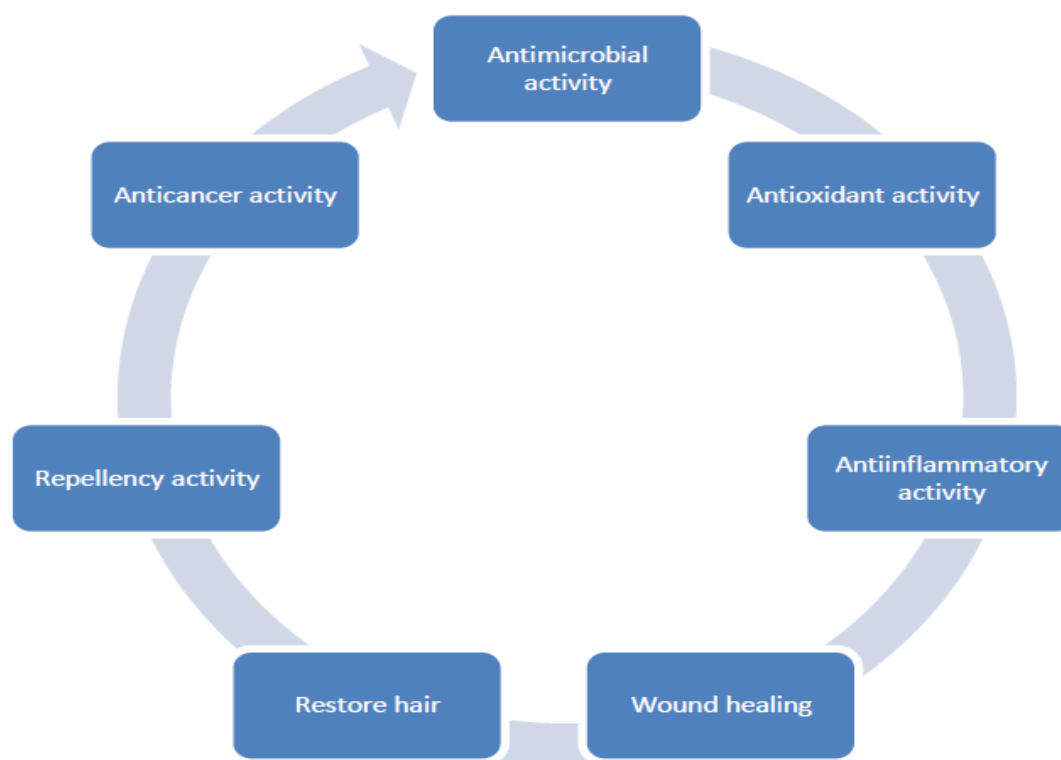 Antimicrobial
activity
Antioxidant activity
Antiinflammatory
activity
Wound healing
Restore hair
Repellency activity
Anticancer activity